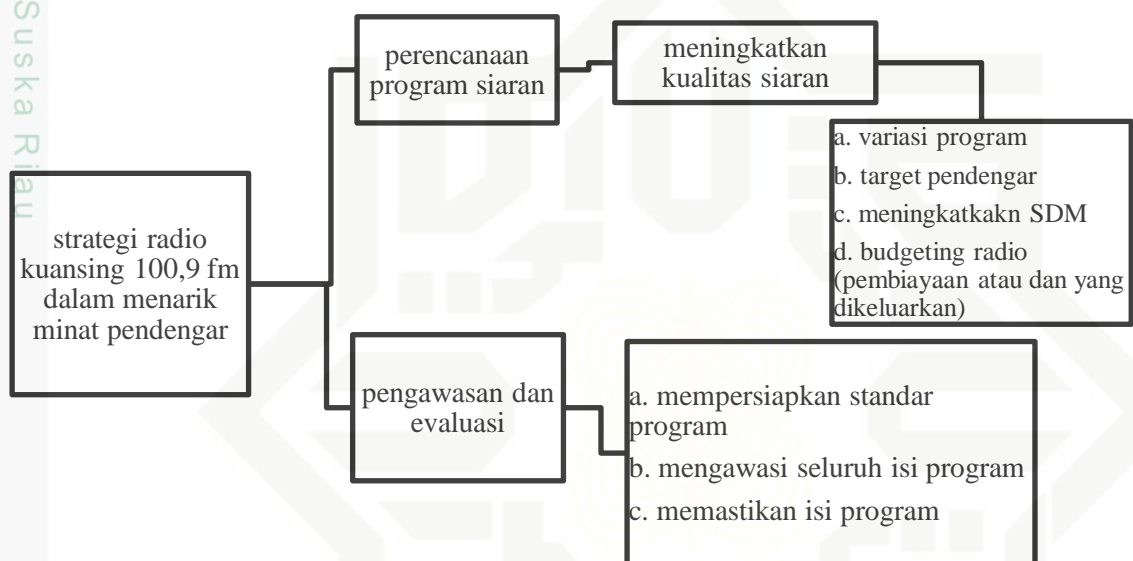 Suska Riau
strategi radio
kuansing 100,9 fm
dalam menarik
minat pendengar
perencanaan
program siaran
meningkatkan
kualitas siaran
a. variasi program
b. target pendengar
c. meningkatkakn SDM
d. budgeting radio
(pembiayaan atau dan yang
dikeluarkan)
pengawasan dan
evaluasi
a. mempersiapkan standar
program
b. mengawasi seluruh isi program
c. memastikan isi program